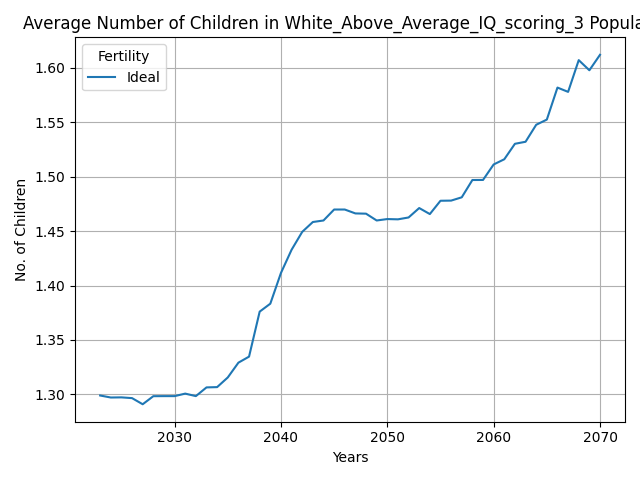 Average Number of Children in White_Above_Average_IQ_scoring_3 Popula
Fertility
Ideal
No. of Children
1.60
1.55
1.50
1.45
1.40
1.35
1.30
2030 2040 2050 2060 2070
Years